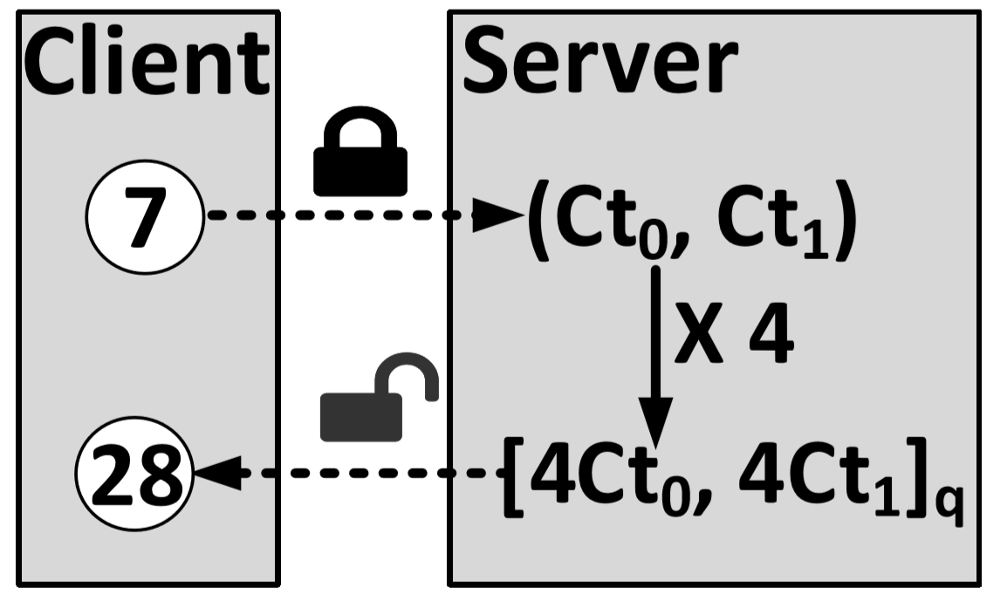 Client
Server
7
(Ct₀, Ct₁)
X 4
28
[4Ct₀, 4Ct₁]q